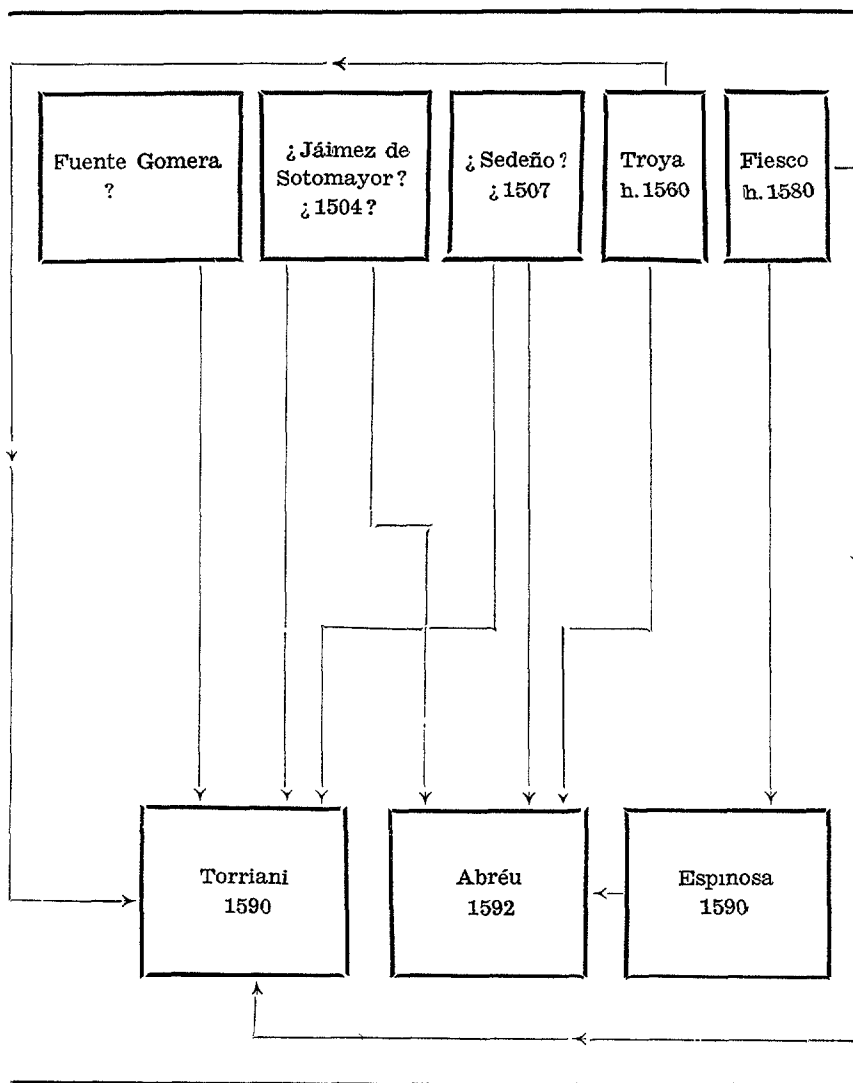 Fuente Gomera
?
¿Jáimez de
Sotomayor?
¿1504?
¿Sedeño?
¿1507
Troya
h.1560
Fiesco
h.1580
Torriani
1590
Abréu
1592
Espinosa
1590